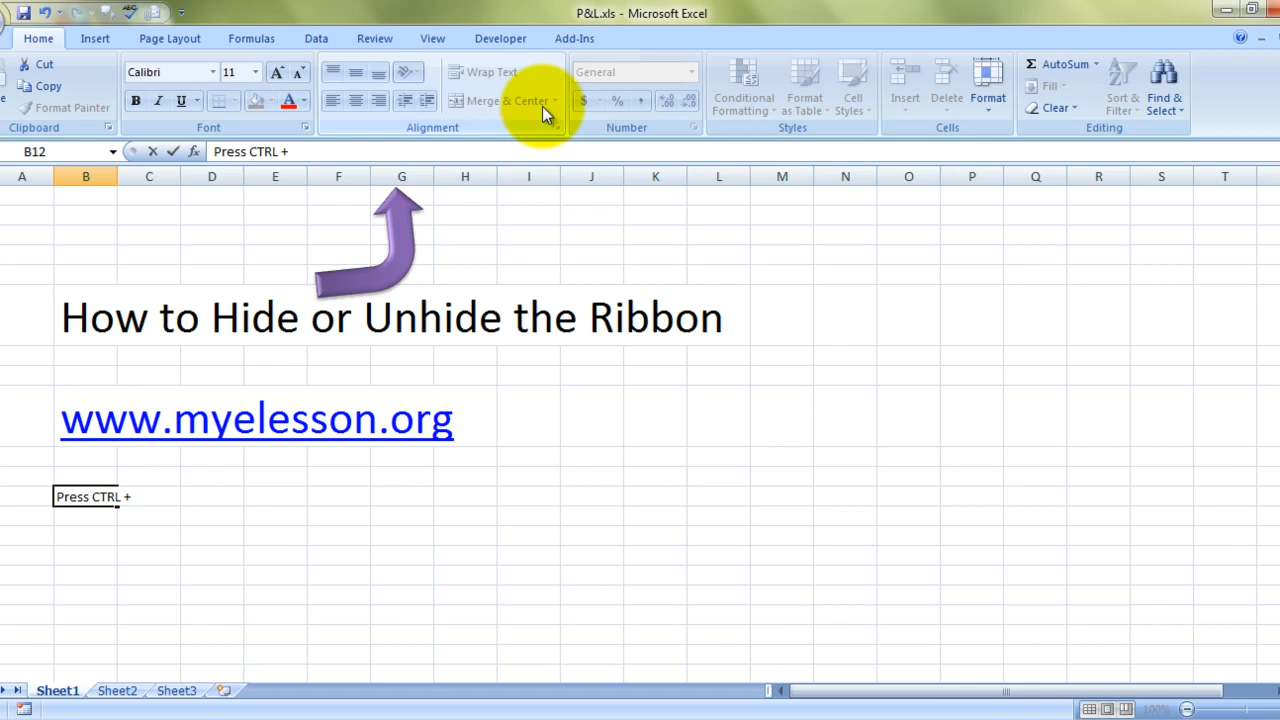 P&L.xls - Microsoft Excel
Home Insert Page Layout Formulas Data Review View Developer Add-Ins
Cut
Copy
Format Painter
Clipboard
Calibri 11
B I U
Font
Wrap Text
Merge & Center
Alignment
General
$ % ,
Number
Conditional Formatting
Format as Table
Cell Styles
Styles
Insert Delete Format
Cells
AutoSum
Fill
Clear
Sort & Filter
Find & Select
Editing
B12 fx Press CTRL +
A B C D E F G H I J K L M N O P Q R S T
How to Hide or Unhide the Ribbon
www.myelesson.org
Press CTRL +
Sheet1 Sheet2 Sheet3
100%